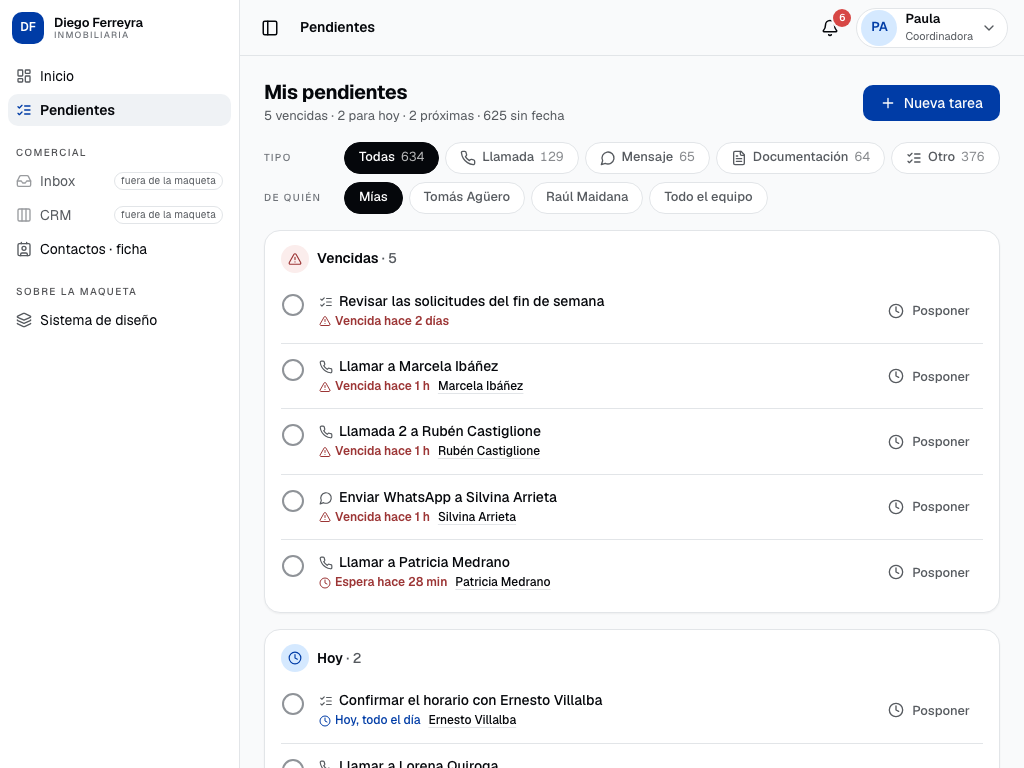 DF
Diego Ferreyra
INMOBILIARIA
Inicio
Pendientes
COMERCIAL
Inbox
fuera de la maqueta
CRM
fuera de la maqueta
Contactos · ficha
SOBRE LA MAQUETA
Sistema de diseño
Pendientes
6
PA
Paula
Coordinadora
Mis pendientes
5 vencidas · 2 para hoy · 2 próximas · 625 sin fecha
Nueva tarea
TIPO
Todas 634
Llamada 129
Mensaje 65
Documentación 64
Otro 376
DE QUIÉN
Mías
Tomás Agüero
Raúl Maidana
Todo el equipo
Vencidas · 5
Revisar las solicitudes del fin de semana
Vencida hace 2 días
Posponer
Llamar a Marcela Ibáñez
Vencida hace 1 h Marcela Ibáñez
Posponer
Llamada 2 a Rubén Castiglione
Vencida hace 1 h Rubén Castiglione
Posponer
Enviar WhatsApp a Silvina Arrieta
Vencida hace 1 h Silvina Arrieta
Posponer
Llamar a Patricia Medrano
Espera hace 28 min Patricia Medrano
Posponer
Hoy · 2
Confirmar el horario con Ernesto Villalba
Hoy, todo el día Ernesto Villalba
Posponer
Llamar a Lorena Quiroga